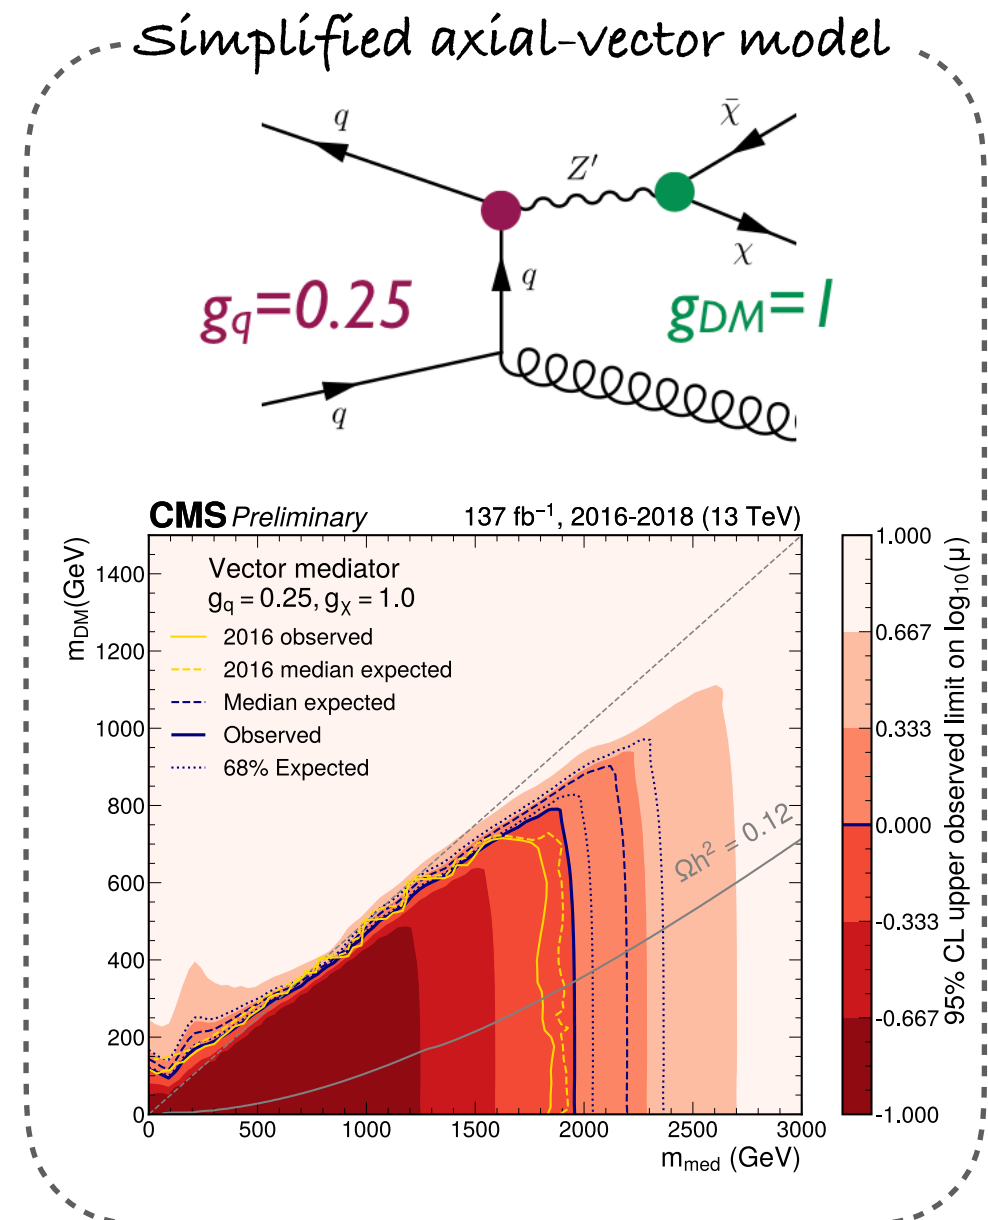 Simplified axial-vector model
q
χ̄
Z′
χ
q
g_q=0.25
g_DM=1
q
CMS Preliminary
137 fb⁻¹, 2016-2018 (13 TeV)
m_DM(GeV)
1400
1200
1000
800
600
400
200
0
Vector mediator
g_q = 0.25, g_χ = 1.0
2016 observed
2016 median expected
Median expected
Observed
68% Expected
Ωh² = 0.12
0 500 1000 1500 2000 2500 3000
m_med (GeV)
1.000
0.667
0.333
0.000
-0.333
-0.667
-1.000
95% CL upper observed limit on log₁₀(μ)